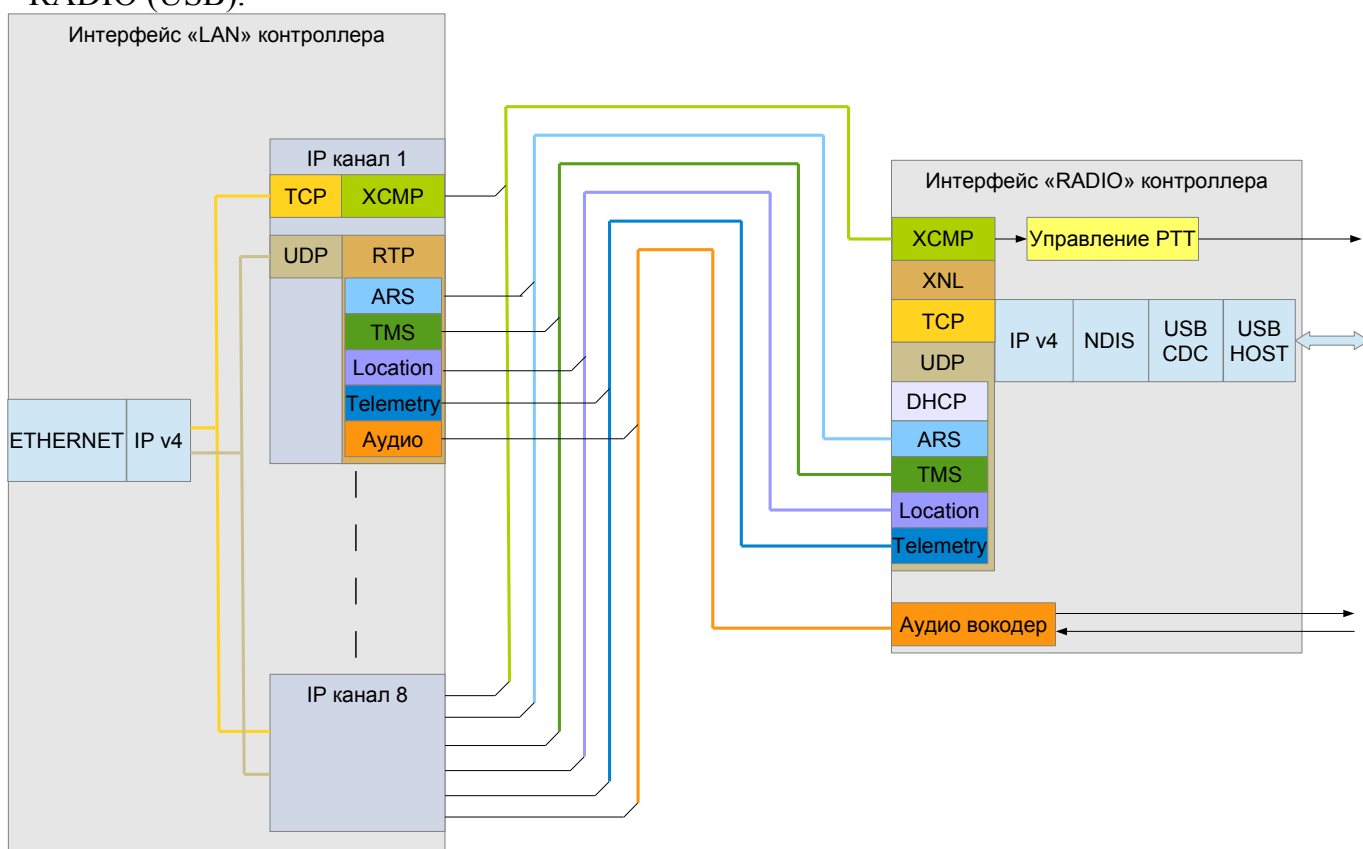 RADIO (USB).
Интерфейс «LAN» контроллера
IP канал 1
TCP
XCMP
UDP
RTP
ARS
TMS
Location
Telemetry
Аудио
ETHERNET
IP v4
IP канал 8
Интерфейс «RADIO» контроллера
XCMP
Управление PTT
XNL
TCP
UDP
IP v4
NDIS
USB
CDC
USB
HOST
DHCP
ARS
TMS
Location
Telemetry
Аудио вокодер